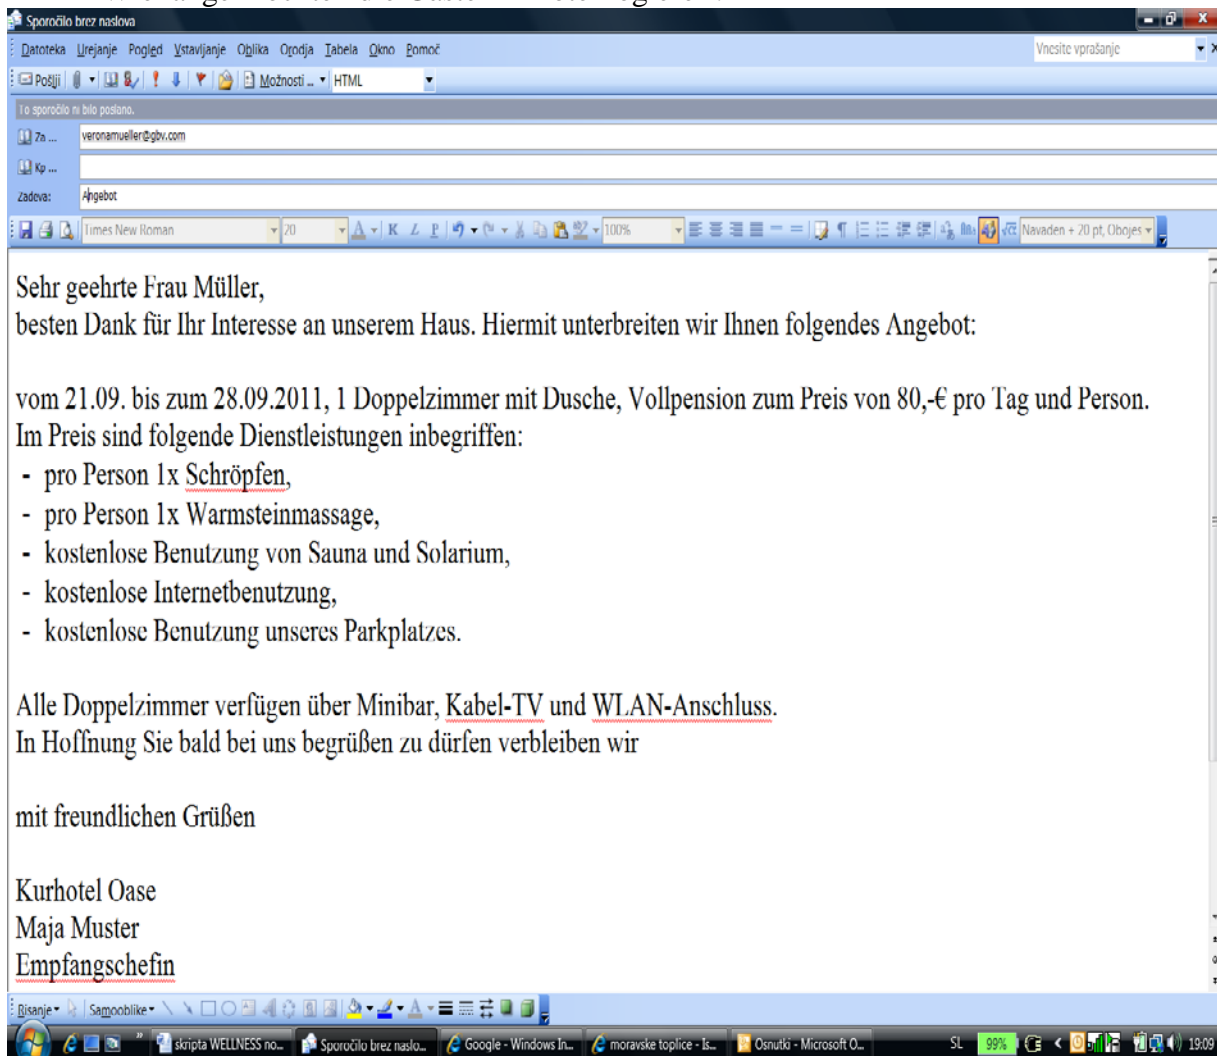 Sporočilo brez naslova
Datoteka Urejanje Pogled Vstavljanje Oblika Orodja Tabela Okno Pomoč Vnesite vprašanje
Pošlji Možnosti ... HTML
To sporočilo ni bilo poslano.
Za ... veronamueller@gbv.com
Kp ...
Zadeva: Angebot
Times New Roman 20 A K L P 100% Navaden + 20 pt, Obojes
Sehr geehrte Frau Müller,
besten Dank für Ihr Interesse an unserem Haus. Hiermit unterbreiten wir Ihnen folgendes Angebot:
vom 21.09. bis zum 28.09.2011, 1 Doppelzimmer mit Dusche, Vollpension zum Preis von 80,-€ pro Tag und Person.
Im Preis sind folgende Dienstleistungen inbegriffen:
- pro Person 1x Schröpfen,
- pro Person 1x Warmsteinmassage,
- kostenlose Benutzung von Sauna und Solarium,
- kostenlose Internetbenutzung,
- kostenlose Benutzung unseres Parkplatzes.
Alle Doppelzimmer verfügen über Minibar, Kabel-TV und WLAN-Anschluss.
In Hoffnung Sie bald bei uns begrüßen zu dürfen verbleiben wir
mit freundlichen Grüßen
Kurhotel Oase
Maja Muster
Empfangschefin
Risanje Samooblike
skripta WELLNESS no... Sporočilo brez naslo... Google - Windows In... moravske toplice - Is... Osnutki - Microsoft O... SL 99% 19:09